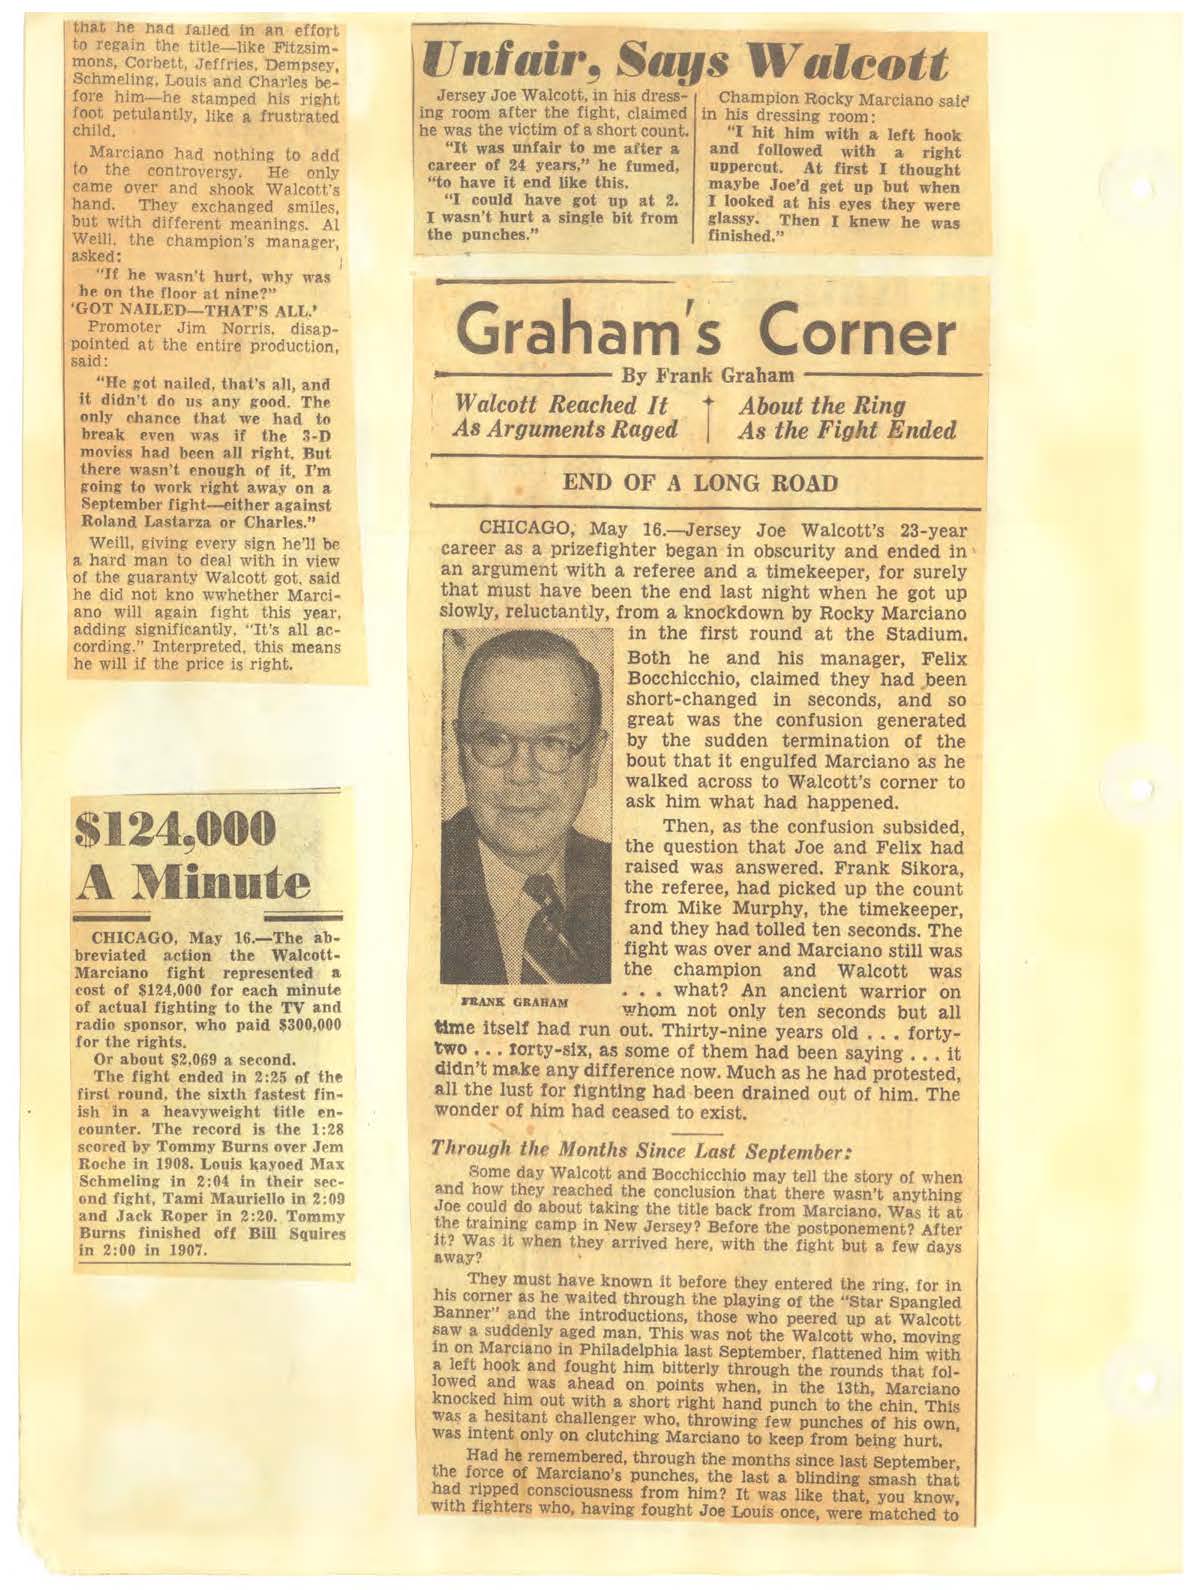 that he had failed in an effort
to regain the title—like Fitzsim-
mons, Corbett, Jeffries, Dempsey,
Schmeling, Louis and Charles be-
fore him—he stamped his right
foot petulantly, like a frustrated
child.
Marciano had nothing to add
to the controversy. He only
came over and shook Walcott's
hand. They exchanged smiles,
but with different meanings. Al
Weill, the champion's manager,
asked:
"If he wasn't hurt, why was
he on the floor at nine?"
'GOT NAILED—THAT'S ALL.'
Promoter Jim Norris, disap-
pointed at the entire production,
said:
"He got nailed, that's all, and
it didn't do us any good. The
only chance that we had to
break even was if the 3-D
movies had been all right. But
there wasn't enough of it, I'm
going to work right away on a
September fight—either against
Roland Lastarza or Charles."
Weill, giving every sign he'll be
a hard man to deal with in view
of the guaranty Walcott got, said
he did not kno wwhether Marci-
ano will again fight this year,
adding significantly, "It's all ac-
cording." Interpreted, this means
he will if the price is right.
$124,000
A Minute
CHICAGO, May 16.—The ab-
breviated action the Walcott-
Marciano fight represented a
cost of $124,000 for each minute
of actual fighting to the TV and
radio sponsor, who paid $300,000
for the rights.
Or about $2,069 a second.
The fight ended in 2:25 of the
first round, the sixth fastest fin-
ish in a heavyweight title en-
counter. The record is the 1:28
scored by Tommy Burns over Jem
Roche in 1908. Louis kayoed Max
Schmeling in 2:04 in their sec-
ond fight, Tami Mauriello in 2:09
and Jack Roper in 2:20. Tommy
Burns finished off Bill Squires
in 2:00 in 1907.
Unfair, Says Walcott
Jersey Joe Walcott, in his dress-
ing room after the fight, claimed
he was the victim of a short count.
"It was unfair to me after a
career of 24 years," he fumed,
"to have it end like this.
"I could have got up at 2.
I wasn't hurt a single bit from
the punches."
Champion Rocky Marciano said
in his dressing room:
"I hit him with a left hook
and followed with a right
uppercut. At first I thought
maybe Joe'd get up but when
I looked at his eyes they were
glassy. Then I knew he was
finished."
Graham's Corner
By Frank Graham
Walcott Reached It
As Arguments Raged
About the Ring
As the Fight Ended
END OF A LONG ROAD
CHICAGO, May 16.—Jersey Joe Walcott's 23-year
career as a prizefighter began in obscurity and ended in
an argument with a referee and a timekeeper, for surely
that must have been the end last night when he got up
slowly, reluctantly, from a knockdown by Rocky Marciano
in the first round at the Stadium.
Both he and his manager, Felix
Bocchicchio, claimed they had been
short-changed in seconds, and so
great was the confusion generated
by the sudden termination of the
bout that it engulfed Marciano as he
walked across to Walcott's corner to
ask him what had happened.
Then, as the confusion subsided,
the question that Joe and Felix had
raised was answered. Frank Sikora,
the referee, had picked up the count
from Mike Murphy, the timekeeper,
and they had tolled ten seconds. The
fight was over and Marciano still was
the champion and Walcott was
. . . what? An ancient warrior on
FRANK GRAHAM
whom not only ten seconds but all
time itself had run out. Thirty-nine years old . . . forty-
two . . . forty-six, as some of them had been saying . . . it
didn't make any difference now. Much as he had protested,
all the lust for fighting had been drained out of him. The
wonder of him had ceased to exist.
Through the Months Since Last September:
Some day Walcott and Bocchicchio may tell the story of when
and how they reached the conclusion that there wasn't anything
Joe could do about taking the title back from Marciano. Was it at
the training camp in New Jersey? Before the postponement? After
it? Was it when they arrived here, with the fight but a few days
away?
They must have known it before they entered the ring, for in
his corner as he waited through the playing of the "Star Spangled
Banner" and the introductions, those who peered up at Walcott
saw a suddenly aged man. This was not the Walcott who, moving
in on Marciano in Philadelphia last September, flattened him with
a left hook and fought him bitterly through the rounds that fol-
lowed and was ahead on points when, in the 13th, Marciano
knocked him out with a short right hand punch to the chin. This
was a hesitant challenger who, throwing few punches of his own,
was intent only on clutching Marciano to keep from being hurt.
Had he remembered, through the months since last September,
the force of Marciano's punches, the last a blinding smash that
had ripped consciousness from him? It was like that, you know,
with fighters who, having fought Joe Louis once, were matched to